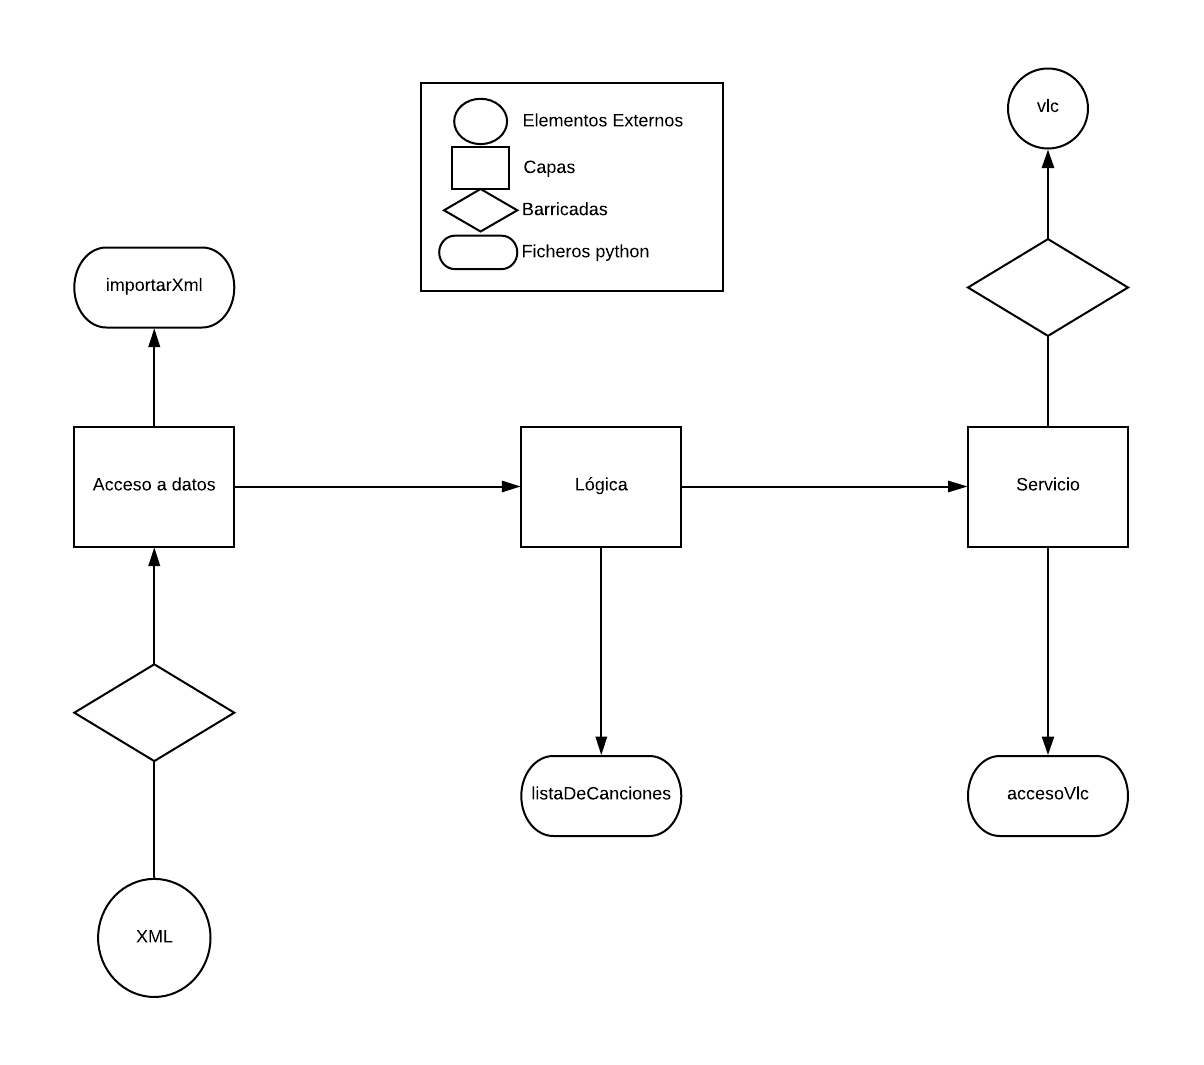 vlc
Elementos Externos
Capas
Barricadas
Ficheros python
importarXml
Acceso a datos
Lógica
Servicio
listaDeCanciones
accesoVlc
XML